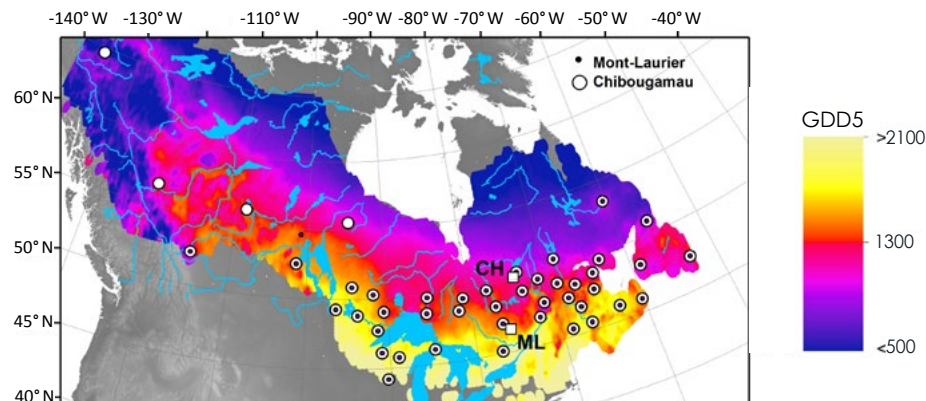 -140° W -130° W -110° W -90° W -80° W -70° W -60° W -50° W -40° W
Mont-Laurier
Chibougamau
60° N
55° N
50° N
45° N
40° N
CH
ML
GDD5
>2100
1300
<500